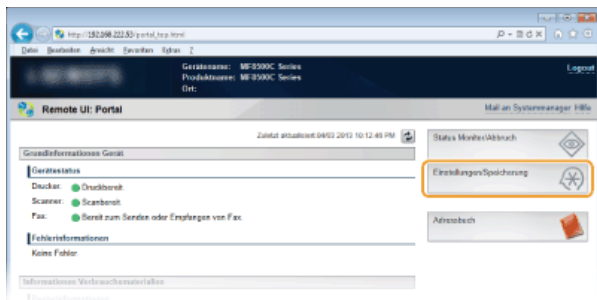 http://192.168.222.53/portal_top.html
Datei Bearbeiten Ansicht Favoriten Extras ?
Gerätename: MF8500C Series
Produktname: MF8500C Series
Ort:
Logout
Remote UI: Portal
Mail an Systemmanager Hilfe
Zuletzt aktualisiert:04/03 2013 10:12:45 PM
Grundinformationen Gerät
Gerätestatus
Drucker: Druckbereit.
Scanner: Scanbereit.
Fax: Bereit zum Senden oder Empfangen von Fax.
Fehlerinformationen
Keine Fehler.
Informationen Verbrauchsmaterialien
Status Monitor/Abbruch
Einstellungen/Speicherung
Adressbuch